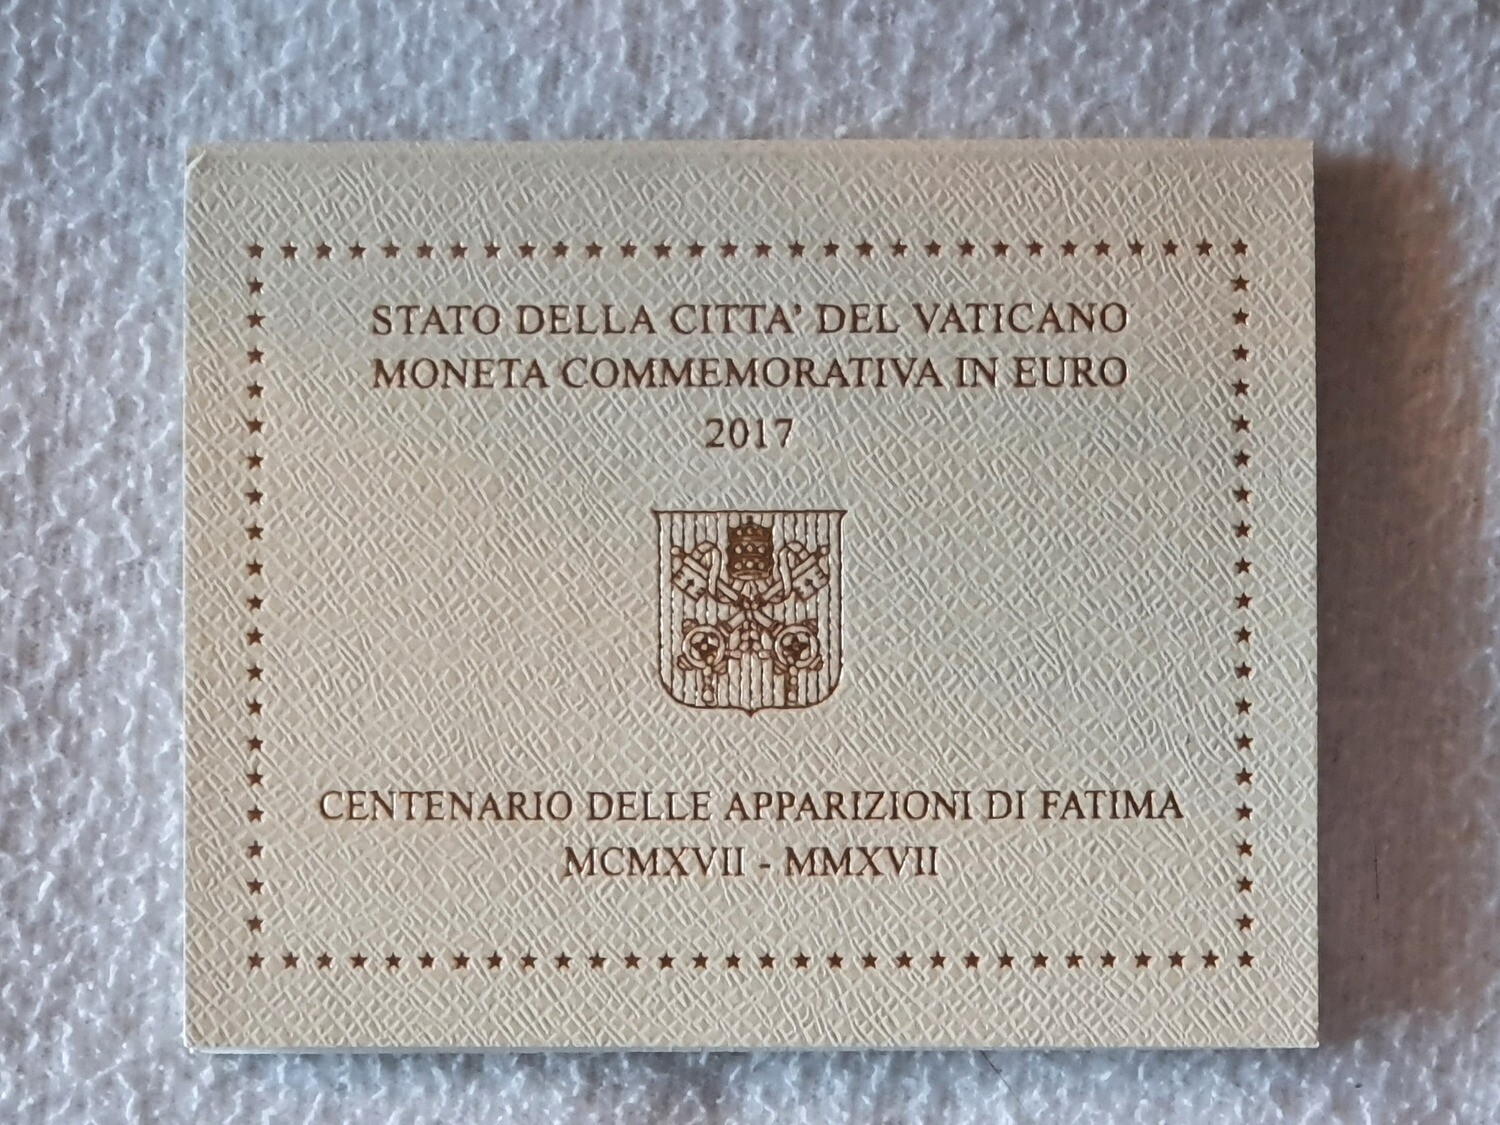 STATO DELLA CITTA' DEL VATICANO
MONETA COMMEMORATIVA IN EURO
2017
CENTENARIO DELLE APPARIZIONI DI FATIMA
MCMXVII - MMXVII